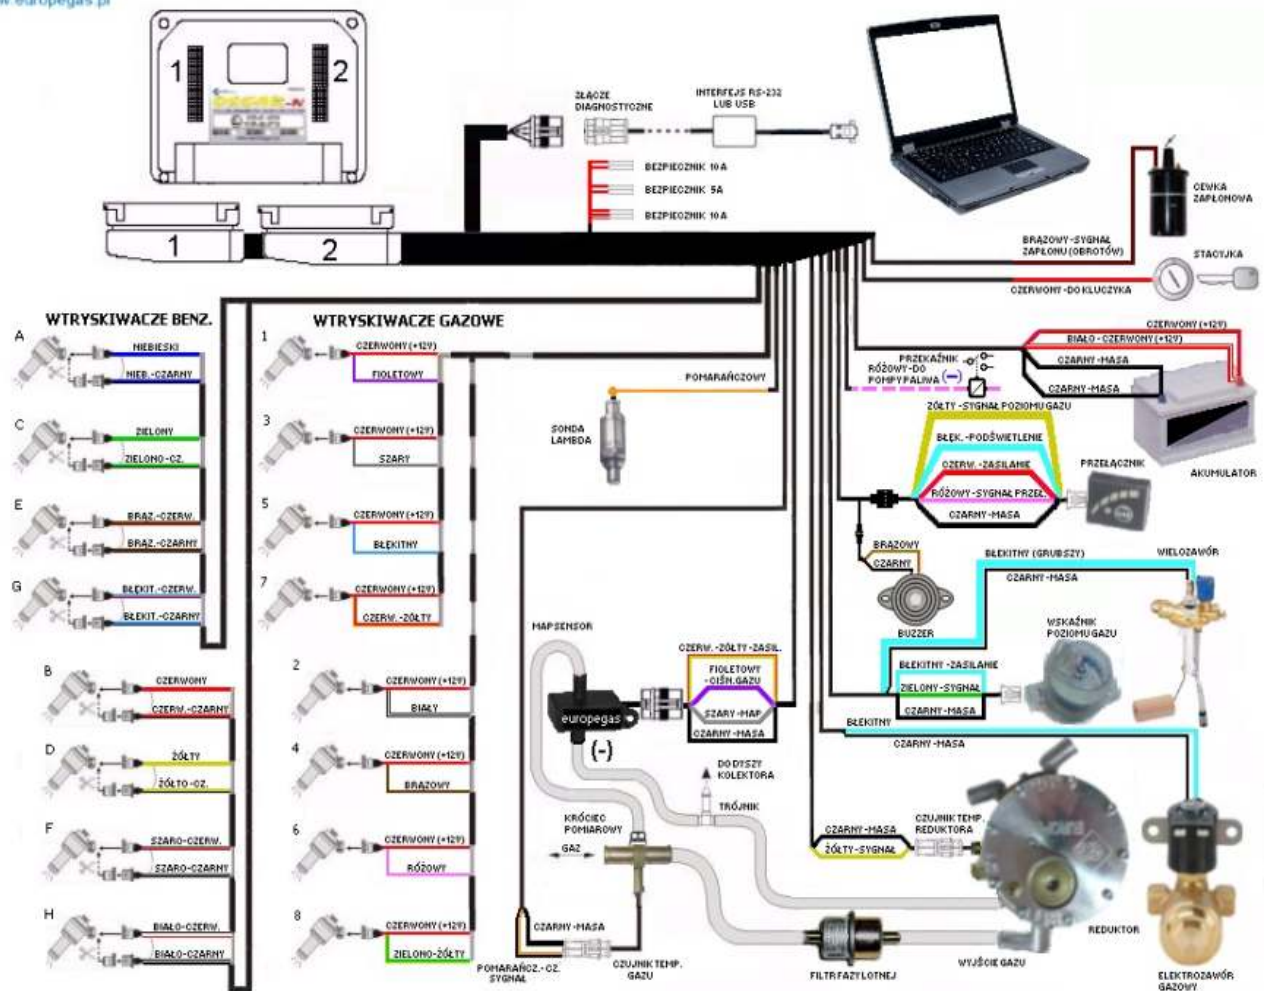 w.europegas.pl
1
2
1
2
ZŁĄCZE
DIAGNOSTYCZNE
INTERFEJS RS-232
LUB USB
BEZPIECZNIK 10A
BEZPIECZNIK 5A
BEZPIECZNIK 10A
CEWKA
ZAPŁONOWA
BRĄZOWY-SYGNAŁ
ZAPŁONU (OBROTÓW)
STACYJKA
CZERWONY-DO KLUCZYKA
WTRYSKIWACZE BENZ.
A
NIEBIESKI
NIEB.-CZARNY
C
ZIELONY
ZIELONO-CZ.
E
BRĄZ.-CZERW.
BRĄZ.-CZARNY
G
BŁĘKIT.-CZERW.
BŁĘKIT.-CZARNY
B
CZERWONY
CZERW.-CZARNY
D
ŻÓŁTY
ŻÓŁTO-CZ.
F
SZARO-CZERW.
SZARO-CZARNY
H
BIAŁO-CZERW.
BIAŁO-CZARNY
WTRYSKIWACZE GAZOWE
1
CZERWONY (+12V)
FIOLETOWY
3
CZERWONY (+12V)
SZARY
5
CZERWONY (+12V)
BŁĘKITNY
7
CZERWONY (+12V)
CZERW.-ŻÓŁTY
2
CZERWONY (+12V)
BIAŁY
4
CZERWONY (+12V)
BRĄZOWY
6
CZERWONY (+12V)
RÓŻOWY
8
CZERWONY (+12V)
ZIELONO-ŻÓŁTY
POMARAŃCZOWY
SONDA
LAMBDA
CZERWONY (+12V)
BIAŁO-CZERWONY (+12V)
CZARNY-MASA
CZARNY-MASA
AKUMULATOR
PRZEKAŹNIK
RÓŻOWY-DO
POMPY PALIWA (-)
ŻÓŁTY-SYGNAŁ POZIOMU GAZU
BŁĘK.-PODŚWIETLENIE
CZERW.-ZASILANIE
RÓŻOWY-SYGNAŁ PRZEŁ.
CZARNY-MASA
PRZEŁĄCZNIK
BRĄZOWY
CZARNY
BUZZER
BŁĘKITNY (GRUBSZY)
CZARNY-MASA
WIELOZAWÓR
WSKAŹNIK
POZIOMU GAZU
BŁĘKITNY-ZASILANIE
ZIELONY-SYGNAŁ
CZARNY-MASA
BŁĘKITNY
CZARNY-MASA
MAPSENSOR
europegas
(-)
CZERW.-ŻÓŁTY-ZASIL.
FIOLETOWY
-CIŚN.GAZU
SZARY-MAP
CZARNY-MASA
DO DYSZY
KOLEKTORA
TRÓJNIK
KRÓCIEC
POMIAROWY
GAZ
CZARNY-MASA
ŻÓŁTY-SYGNAŁ
CZUJNIK TEMP.
REDUKTORA
CZARNY-MASA
POMARAŃCZ.-CZ.
SYGNAŁ
CZUJNIK TEMP.
GAZU
FILTR FAZY LOTNEJ
WYJŚCIE GAZU
REDUKTOR
ELEKTROZAWÓR
GAZOWY